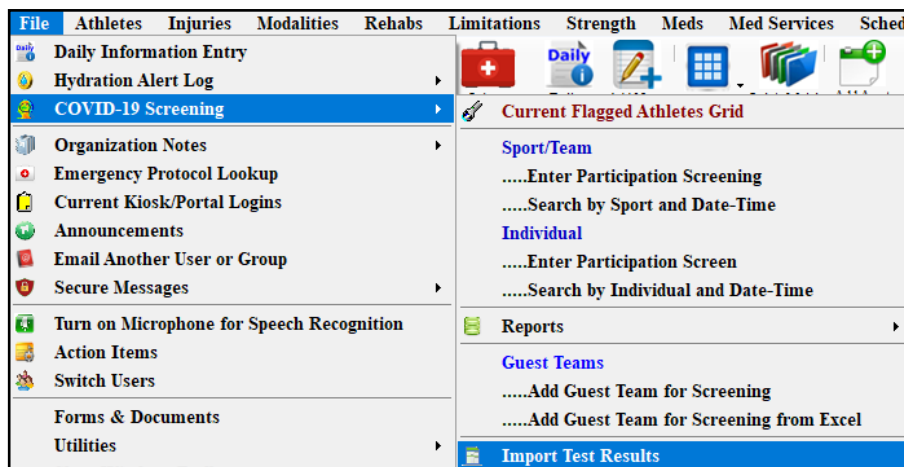 File Athletes Injuries Modalities Rehabs Limitations Strength Meds Med Services Sched
Daily Information Entry
Hydration Alert Log
COVID-19 Screening
Organization Notes
Emergency Protocol Lookup
Current Kiosk/Portal Logins
Announcements
Email Another User or Group
Secure Messages
Turn on Microphone for Speech Recognition
Action Items
Switch Users
Forms & Documents
Utilities
Daily
Current Flagged Athletes Grid
Sport/Team
.....Enter Participation Screening
.....Search by Sport and Date-Time
Individual
.....Enter Participation Screen
.....Search by Individual and Date-Time
Reports
Guest Teams
.....Add Guest Team for Screening
.....Add Guest Team for Screening from Excel
Import Test Results